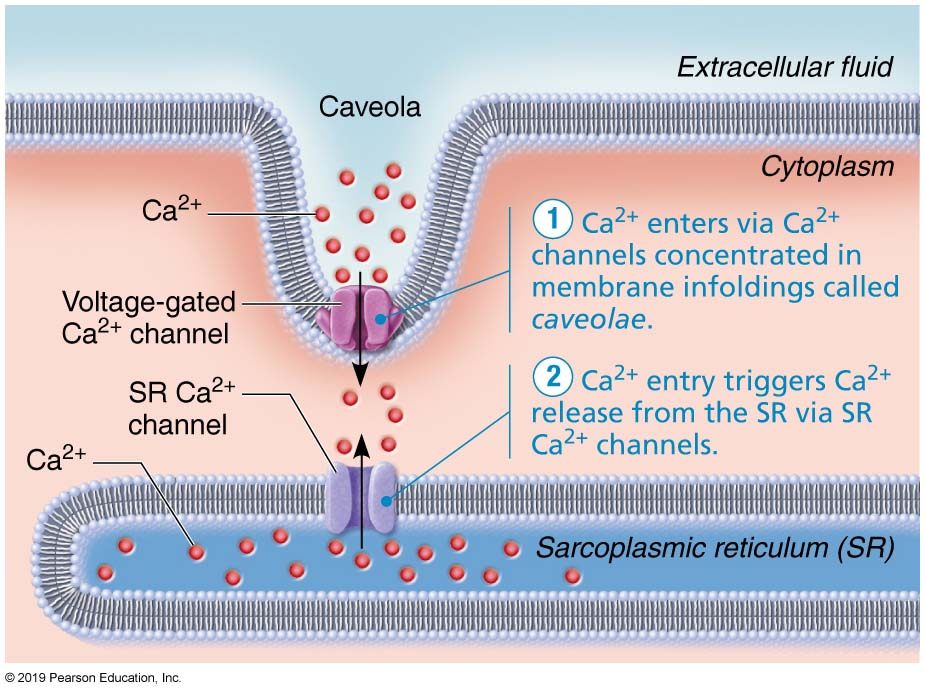 Extracellular fluid
Caveola
Cytoplasm
Ca2+
1 Ca2+ enters via Ca2+
channels concentrated in
membrane infoldings called
caveolae.
Voltage-gated
Ca2+ channel
SR Ca2+
channel
2 Ca2+ entry triggers Ca2+
release from the SR via SR
Ca2+ channels.
Ca2+
Sarcoplasmic reticulum (SR)
© 2019 Pearson Education, Inc.